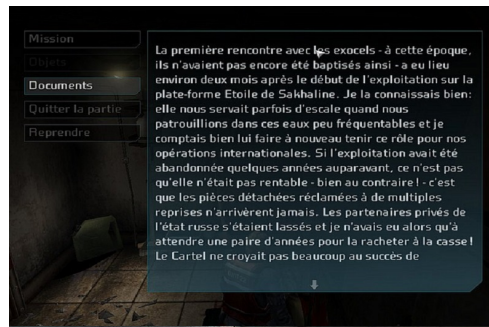 Mission
Objets
Documents
Quitter la partie
Reprendre
La première rencontre avec les exocels - à cette époque,
ils n'avaient pas encore été baptisés ainsi - a eu lieu
environ deux mois après le début de l'exploitation sur la
plate-forme Etoile de Sakhaline. Je la connaissais bien:
elle nous servait parfois d'escale quand nous
patrouillions dans ces eaux peu fréquentables et je
comptais bien lui faire à nouveau tenir ce rôle pour nos
opérations internationales. Si l'exploitation avait été
abandonnée quelques années auparavant, ce n'est pas
qu'elle n'était pas rentable - bien au contraire! - c'est
que les pièces détachées réclamées à de multiples
reprises n'arrivèrent jamais. Les partenaires privés de
l'état russe s'étaient lassés et je n'avais eu alors qu'à
attendre une paire d'années pour la racheter à la casse!
Le Cartel ne croyait pas beaucoup au succès de